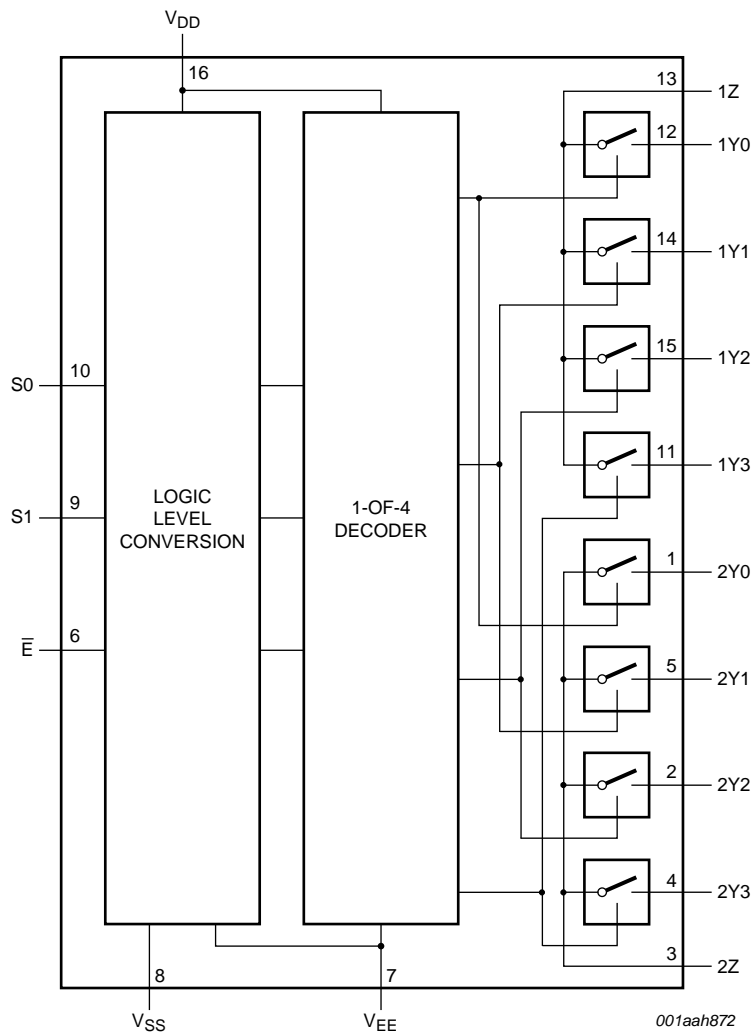 VDD
16
13 1Z
12 1Y0
14 1Y1
15 1Y2
10
S0
11 1Y3
9
S1
LOGIC
LEVEL
CONVERSION
1-OF-4
DECODER
1 2Y0
6
E̅
5 2Y1
2 2Y2
4 2Y3
3 2Z
8
7
VSS
VEE
001aah872